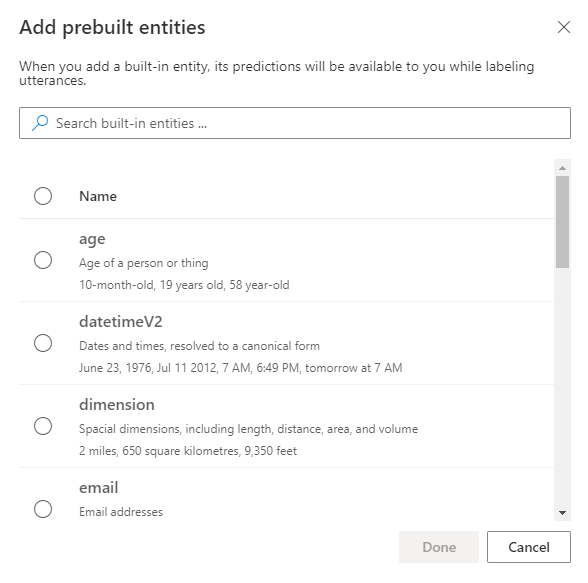 Add prebuilt entities
When you add a built-in entity, its predictions will be available to you while labeling
utterances.
Search built-in entities ...
Name
age
Age of a person or thing
10-month-old, 19 years old, 58 year-old
datetimeV2
Dates and times, resolved to a canonical form
June 23, 1976, Jul 11 2012, 7 AM, 6:49 PM, tomorrow at 7 AM
dimension
Spacial dimensions, including length, distance, area, and volume
2 miles, 650 square kilometres, 9,350 feet
email
Email addresses
Done
Cancel